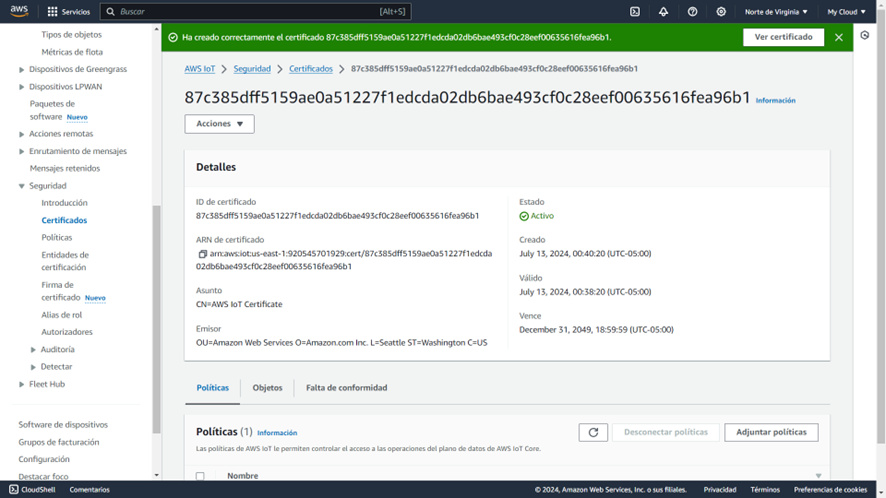 aws
Servicios
Buscar
[Alt+S]
Norte de Virginia ▼
My Cloud ▼
Tipos de objetos
Métricas de flota
Dispositivos de Greengrass
Dispositivos LPWAN
Paquetes de
software Nuevo
Acciones remotas
Enrutamiento de mensajes
Mensajes retenidos
Seguridad
Introducción
Certificados
Políticas
Entidades de
certificación
Firma de
certificado Nuevo
Alias de rol
Autorizadores
Auditoría
Detectar
Fleet Hub
Software de dispositivos
Grupos de facturación
Configuración
Destacar foco
Ha creado correctamente el certificado 87c385dff5159ae0a51227f1edcda02db6bae493cf0c28eef00635616fea96b1.
Ver certificado
AWS IoT > Seguridad > Certificados > 87c385dff5159ae0a51227f1edcda02db6bae493cf0c28eef00635616fea96b1
87c385dff5159ae0a51227f1edcda02db6bae493cf0c28eef00635616fea96b1 Información
Acciones ▼
Detalles
ID de certificado
87c385dff5159ae0a51227f1edcda02db6bae493cf0c28eef00635616fea96b1
ARN de certificado
arn:aws:iot:us-east-1:920545701929:cert/87c385dff5159ae0a51227f1edcda
02db6bae493cf0c28eef00635616fea96b1
Asunto
CN=AWS IoT Certificate
Emisor
OU=Amazon Web Services O=Amazon.com Inc. L=Seattle ST=Washington C=US
Estado
Activo
Creado
July 13, 2024, 00:40:20 (UTC-05:00)
Válido
July 13, 2024, 00:38:20 (UTC-05:00)
Vence
December 31, 2049, 18:59:59 (UTC-05:00)
Políticas
Objetos
Falta de conformidad
Políticas (1) Información
Desconectar políticas
Adjuntar políticas
Las políticas de AWS IoT le permiten controlar el acceso a las operaciones del plano de datos de AWS IoT Core.
Nombre
CloudShell
Comentarios
© 2024, Amazon Web Services, Inc. o sus filiales.
Privacidad
Términos
Preferencias de cookies